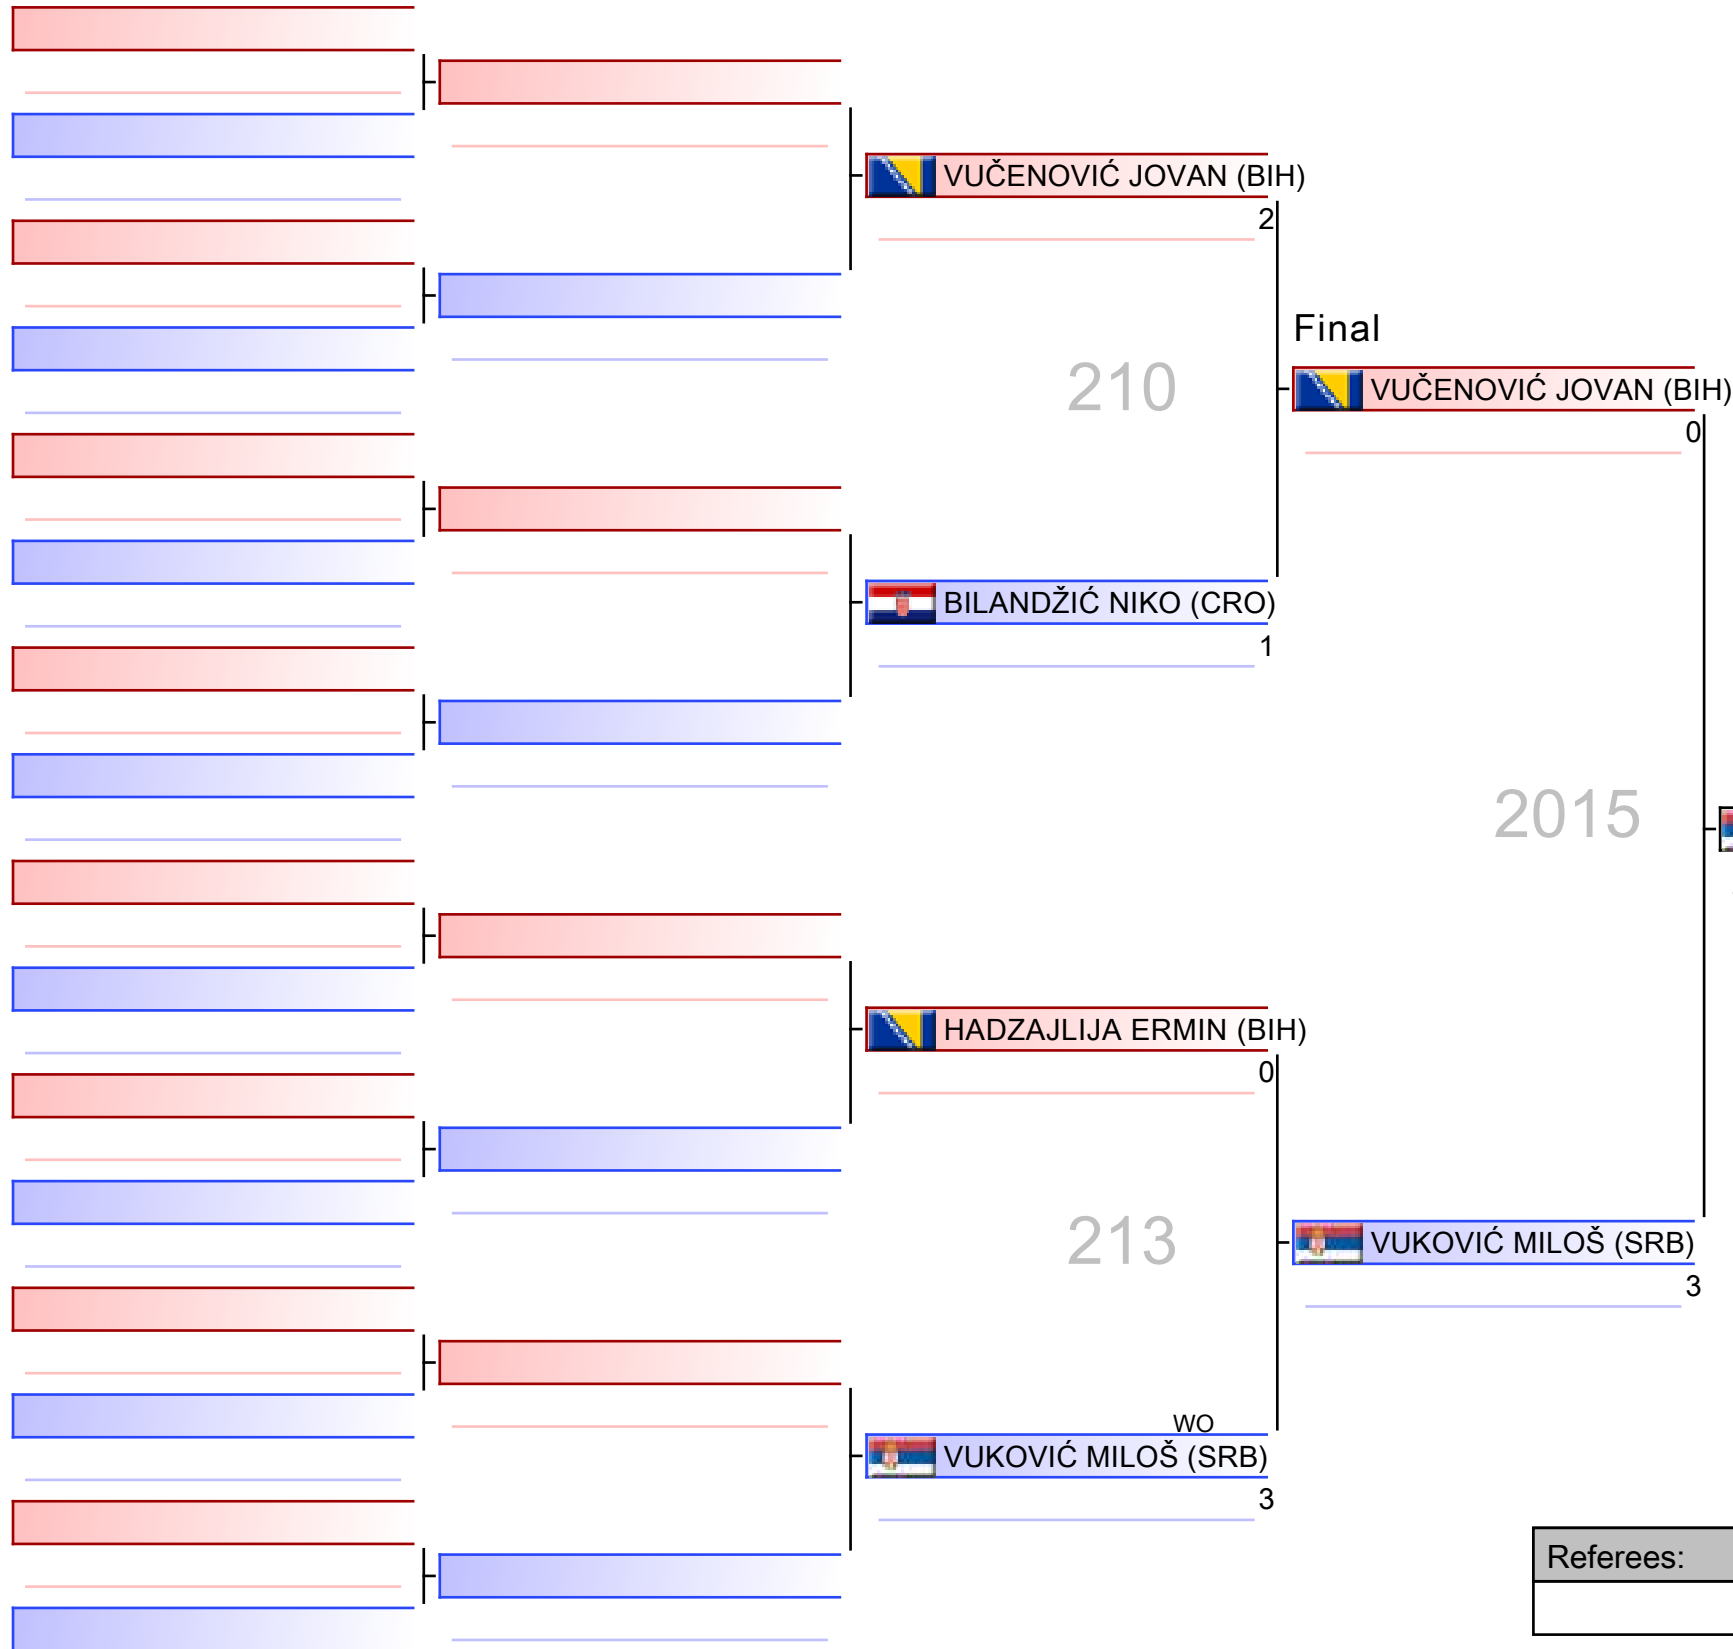 VUČENOVIĆ JOVAN (BIH)
2
210
BILANDŽIĆ NIKO (CRO)
1
HADZAJLIJA ERMIN (BIH)
0
213
WO
VUKOVIĆ MILOŠ (SRB)
3
Final
VUČENOVIĆ JOVAN (BIH)
0
2015
VUKOVIĆ MILOŠ (SRB)
3
Referees: